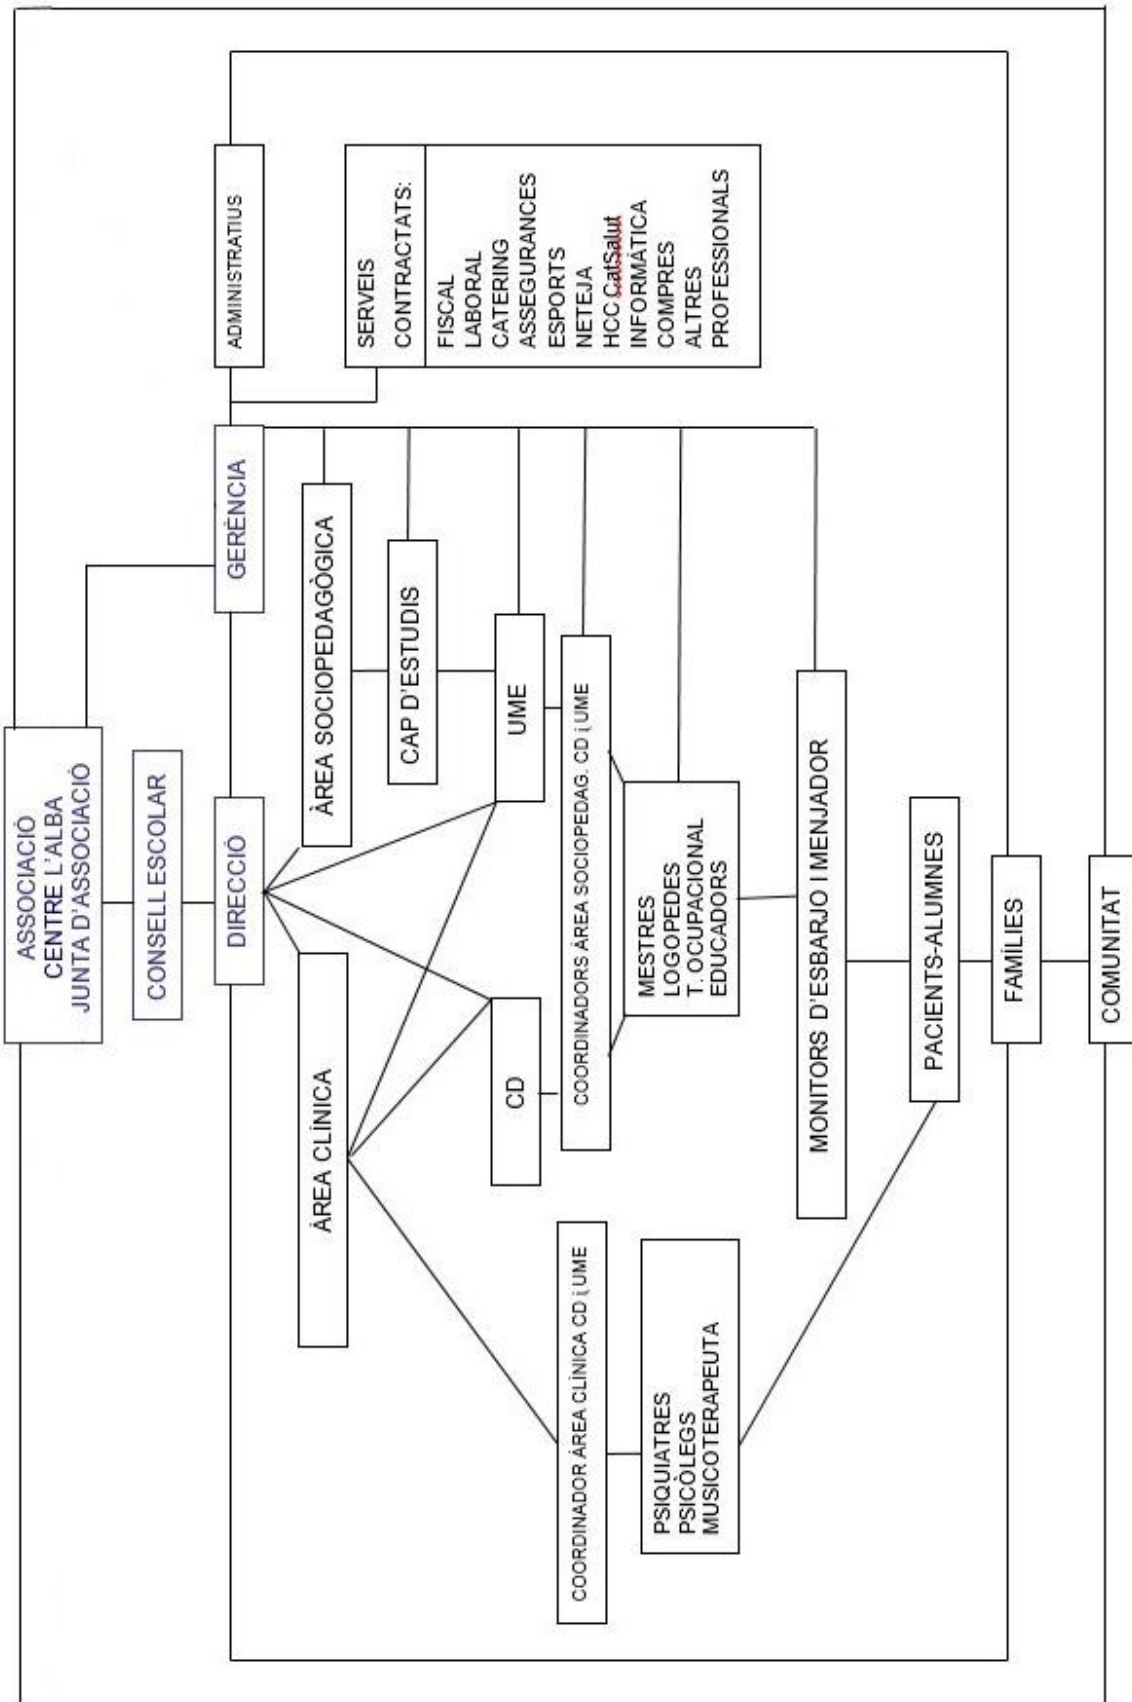 ASSOCIACIÓ
CENTRE L'ALBA
JUNTA D'ASSOCIACIÓ
CONSELL ESCOLAR
DIRECCIÓ
GERÈNCIA
ADMINISTRATIUS
SERVEIS
CONTRACTATS:
FISCAL
LABORAL
CATERING
ASSEGURANCES
ESPORTS
NETEJA
HCC CatSalut
INFORMÀTICA
COMPRES
ALTRES
PROFESSIONALS
ÀREA CLÍNICA
ÀREA SOCIOPEDAGÒGICA
CAP D'ESTUDIS
CD
UME
COORDINADOR ÀREA CLÍNICA CD i UME
COORDINADORS ÀREA SOCIOPEDAG. CD i UME
PSIQUIATRES
PSICÒLEGS
MUSICOTERAPEUTA
MESTRES
LOGOPEDES
T. OCUPACIONAL
EDUCADORS
MONITORS D'ESBARJO I MENJADOR
PACIENTS-ALUMNES
FAMÍLIES
COMUNITAT